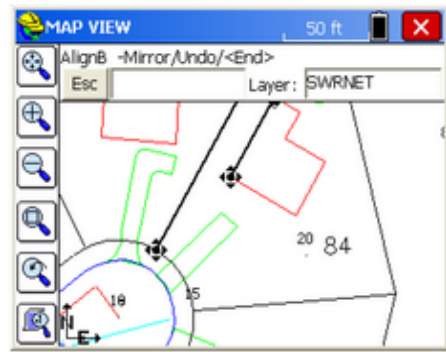 MAP VIEW 50 ft
AlignB -Mirror/Undo/<End>
Esc Layer: SWRNET
20 84
18 15
N
E